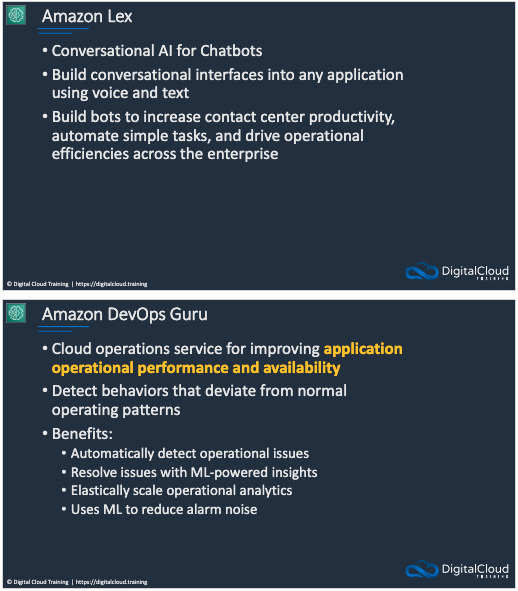 Amazon Lex
• Conversational AI for Chatbots
• Build conversational interfaces into any application
using voice and text
• Build bots to increase contact center productivity,
automate simple tasks, and drive operational
efficiencies across the enterprise
DigitalCloud
TRAINING
© Digital Cloud Training | https://digitalcloud.training
Amazon DevOps Guru
• Cloud operations service for improving application
operational performance and availability
• Detect behaviors that deviate from normal
operating patterns
• Benefits:
• Automatically detect operational issues
• Resolve issues with ML-powered insights
• Elastically scale operational analytics
• Uses ML to reduce alarm noise
DigitalCloud
TRAINING
© Digital Cloud Training | https://digitalcloud.training